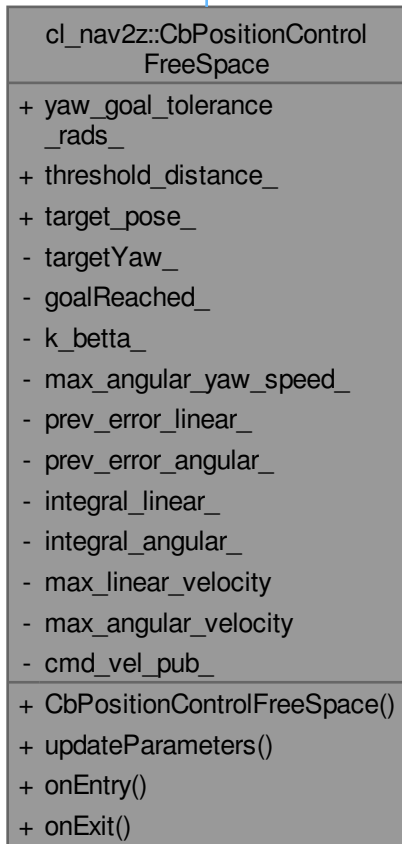 cl_nav2z::CbPositionControl
FreeSpace
+ yaw_goal_tolerance
_rads_
+ threshold_distance_
+ target_pose_
- targetYaw_
- goalReached_
- k_betta_
- max_angular_yaw_speed_
- prev_error_linear_
- prev_error_angular_
- integral_linear_
- integral_angular_
- max_linear_velocity
- max_angular_velocity
- cmd_vel_pub_
+ CbPositionControlFreeSpace()
+ updateParameters()
+ onEntry()
+ onExit()